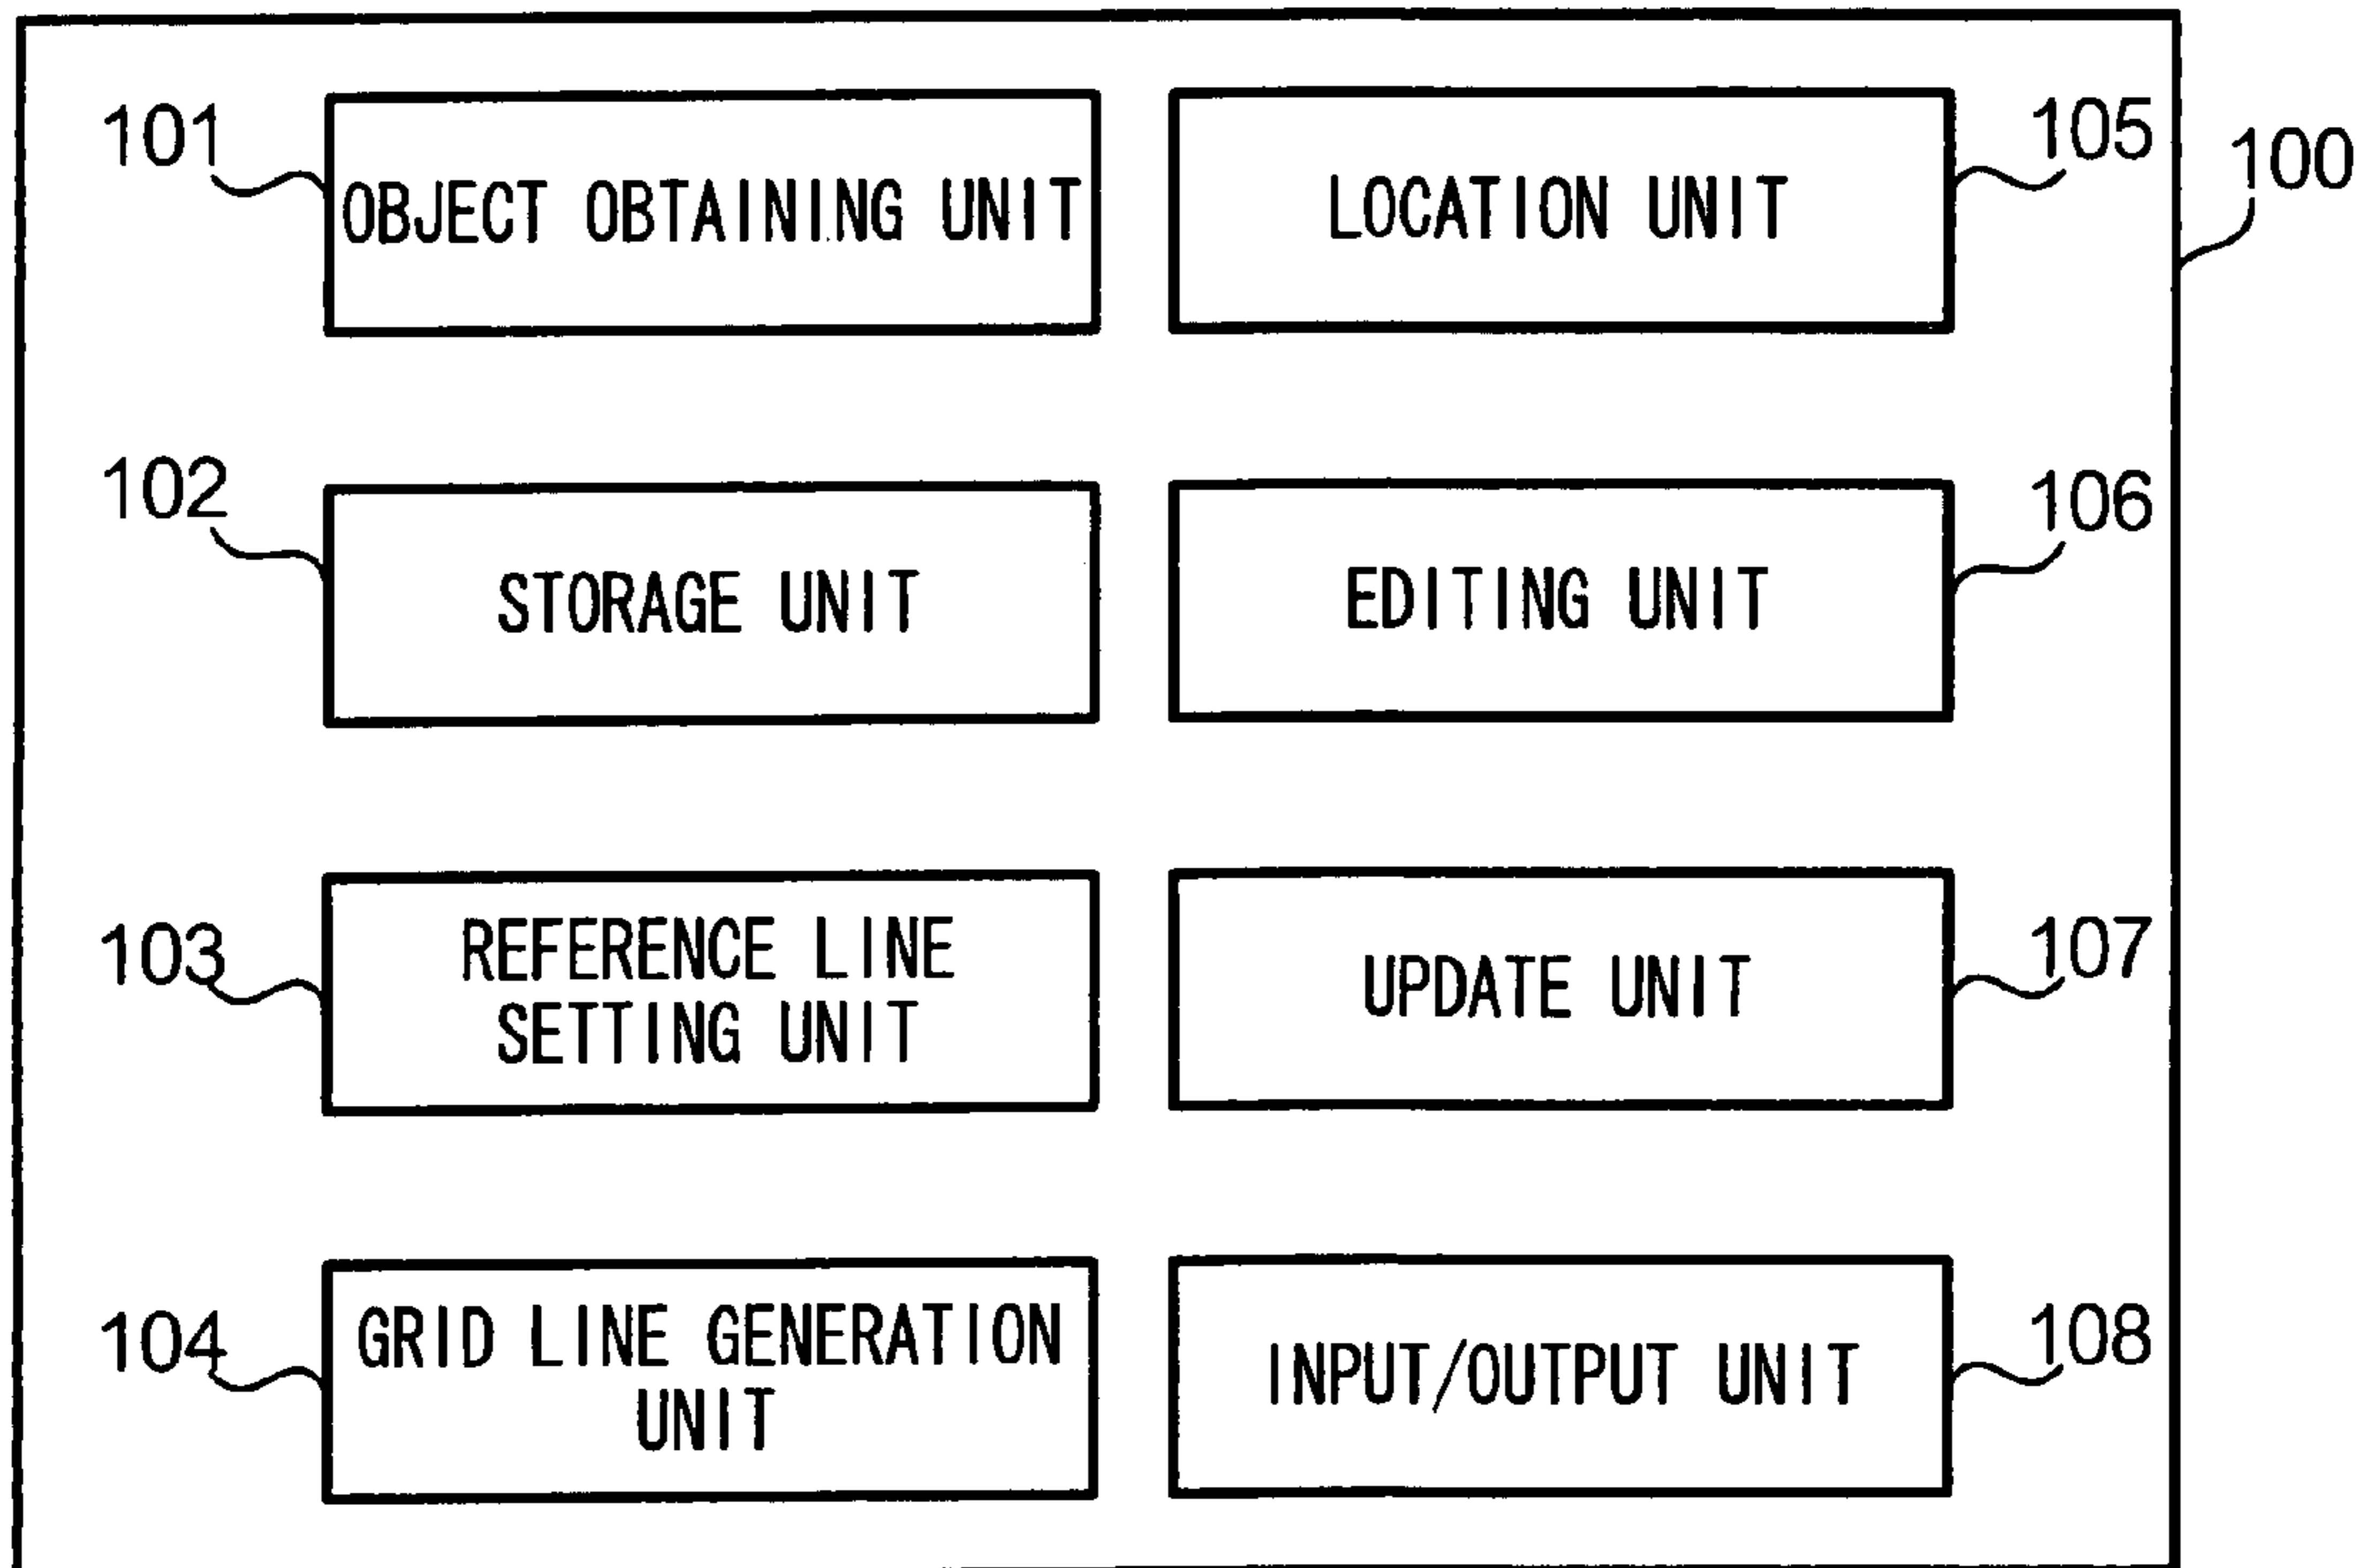 101
OBJECT OBTAINING UNIT
LOCATION UNIT
105
100
102
STORAGE UNIT
EDITING UNIT
106
103
REFERENCE LINE
SETTING UNIT
UPDATE UNIT
107
104
GRID LINE GENERATION
UNIT
INPUT/OUTPUT UNIT
108